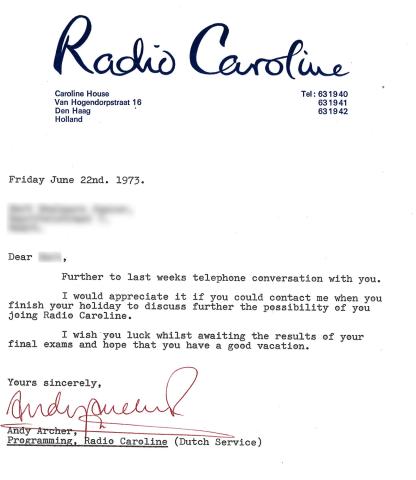 Radio Caroline
Caroline House
Van Hogendorpstraat 16
Den Haag
Holland
Tel: 631940
631941
631942
Friday June 22nd. 1973.
Dear ,
Further to last weeks telephone conversation with you.
I would appreciate it if you could contact me when you
finish your holiday to discuss further the possibility of you
joing Radio Caroline.
I wish you luck whilst awaiting the results of your
final exams and hope that you have a good vacation.
Yours sincerely,
Andy Archer,
Programming, Radio Caroline (Dutch Service)